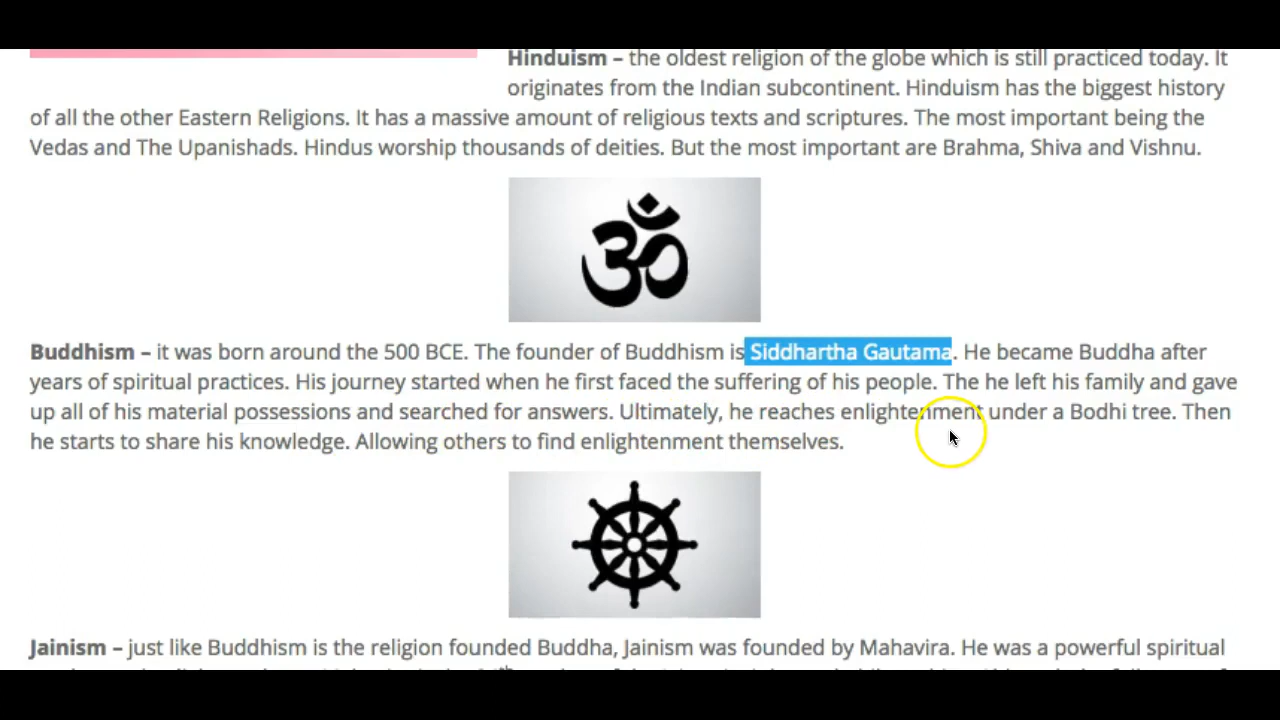 Hinduism – the oldest religion of the globe which is still practiced today. It
originates from the Indian subcontinent. Hinduism has the biggest history
of all the other Eastern Religions. It has a massive amount of religious texts and scriptures. The most important being the
Vedas and The Upanishads. Hindus worship thousands of deities. But the most important are Brahma, Shiva and Vishnu.
ॐ
Buddhism – it was born around the 500 BCE. The founder of Buddhism is Siddhartha Gautama. He became Buddha after
years of spiritual practices. His journey started when he first faced the suffering of his people. The he left his family and gave
up all of his material possessions and searched for answers. Ultimately, he reaches enlightenment under a Bodhi tree. Then
he starts to share his knowledge. Allowing others to find enlightenment themselves.
Jainism – just like Buddhism is the religion founded Buddha, Jainism was founded by Mahavira. He was a powerful spiritual